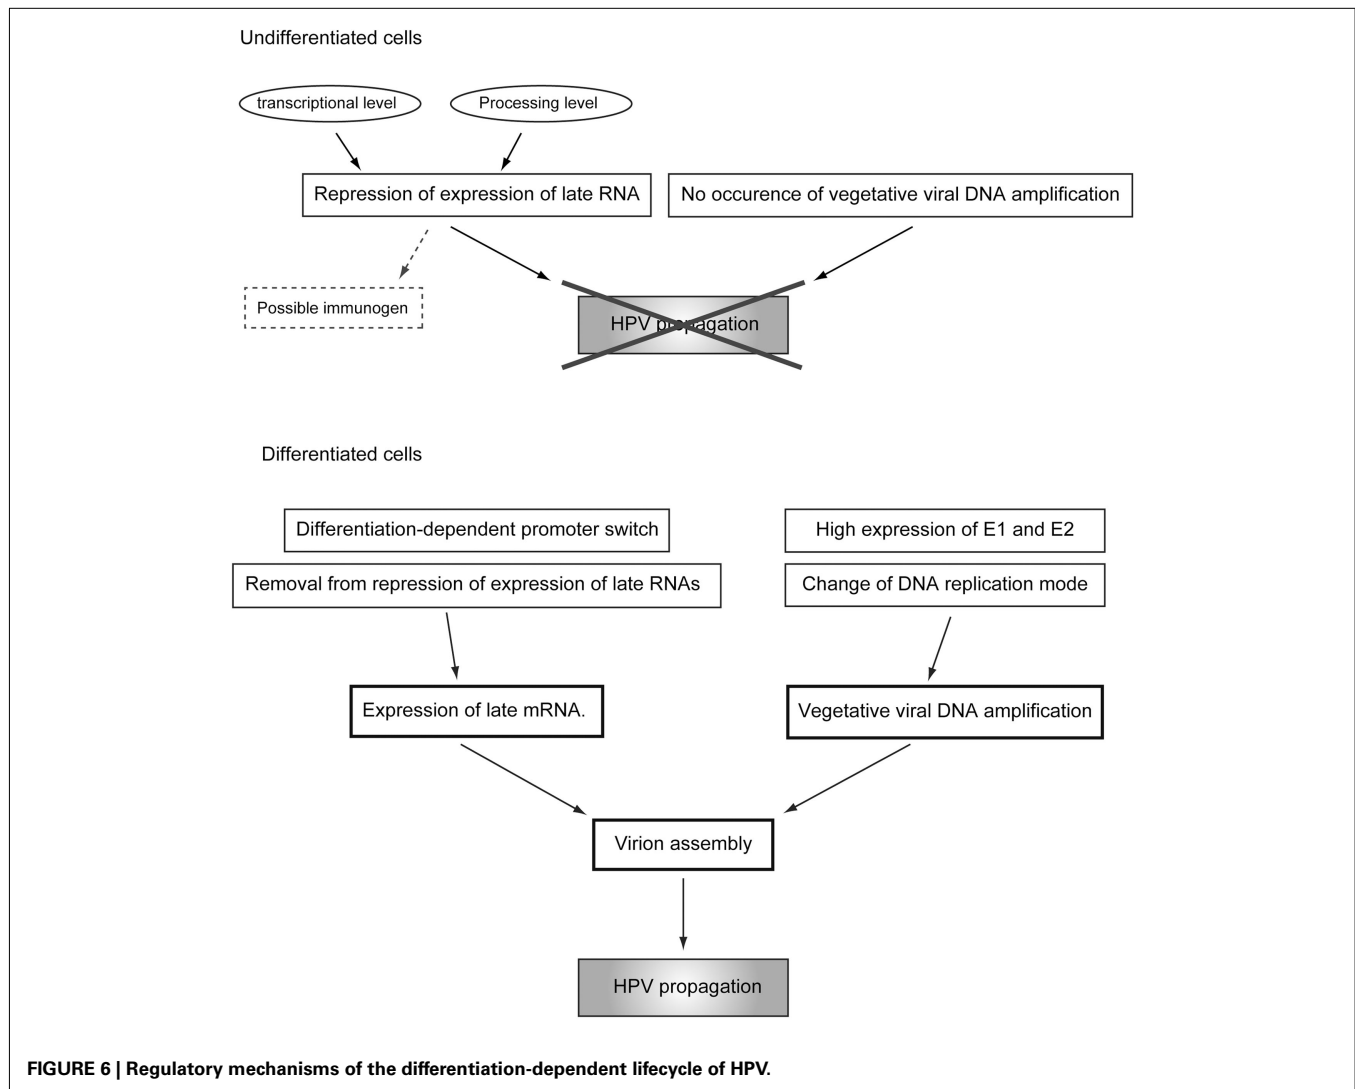 Undifferentiated cells
transcriptional level
Processing level
Repression of expression of late RNA
No occurence of vegetative viral DNA amplification
Possible immunogen
HPV propagation
Differentiated cells
Differentiation-dependent promoter switch
High expression of E1 and E2
Removal from repression of expression of late RNAs
Change of DNA replication mode
Expression of late mRNA.
Vegetative viral DNA amplification
Virion assembly
HPV propagation
FIGURE 6 | Regulatory mechanisms of the differentiation-dependent lifecycle of HPV.